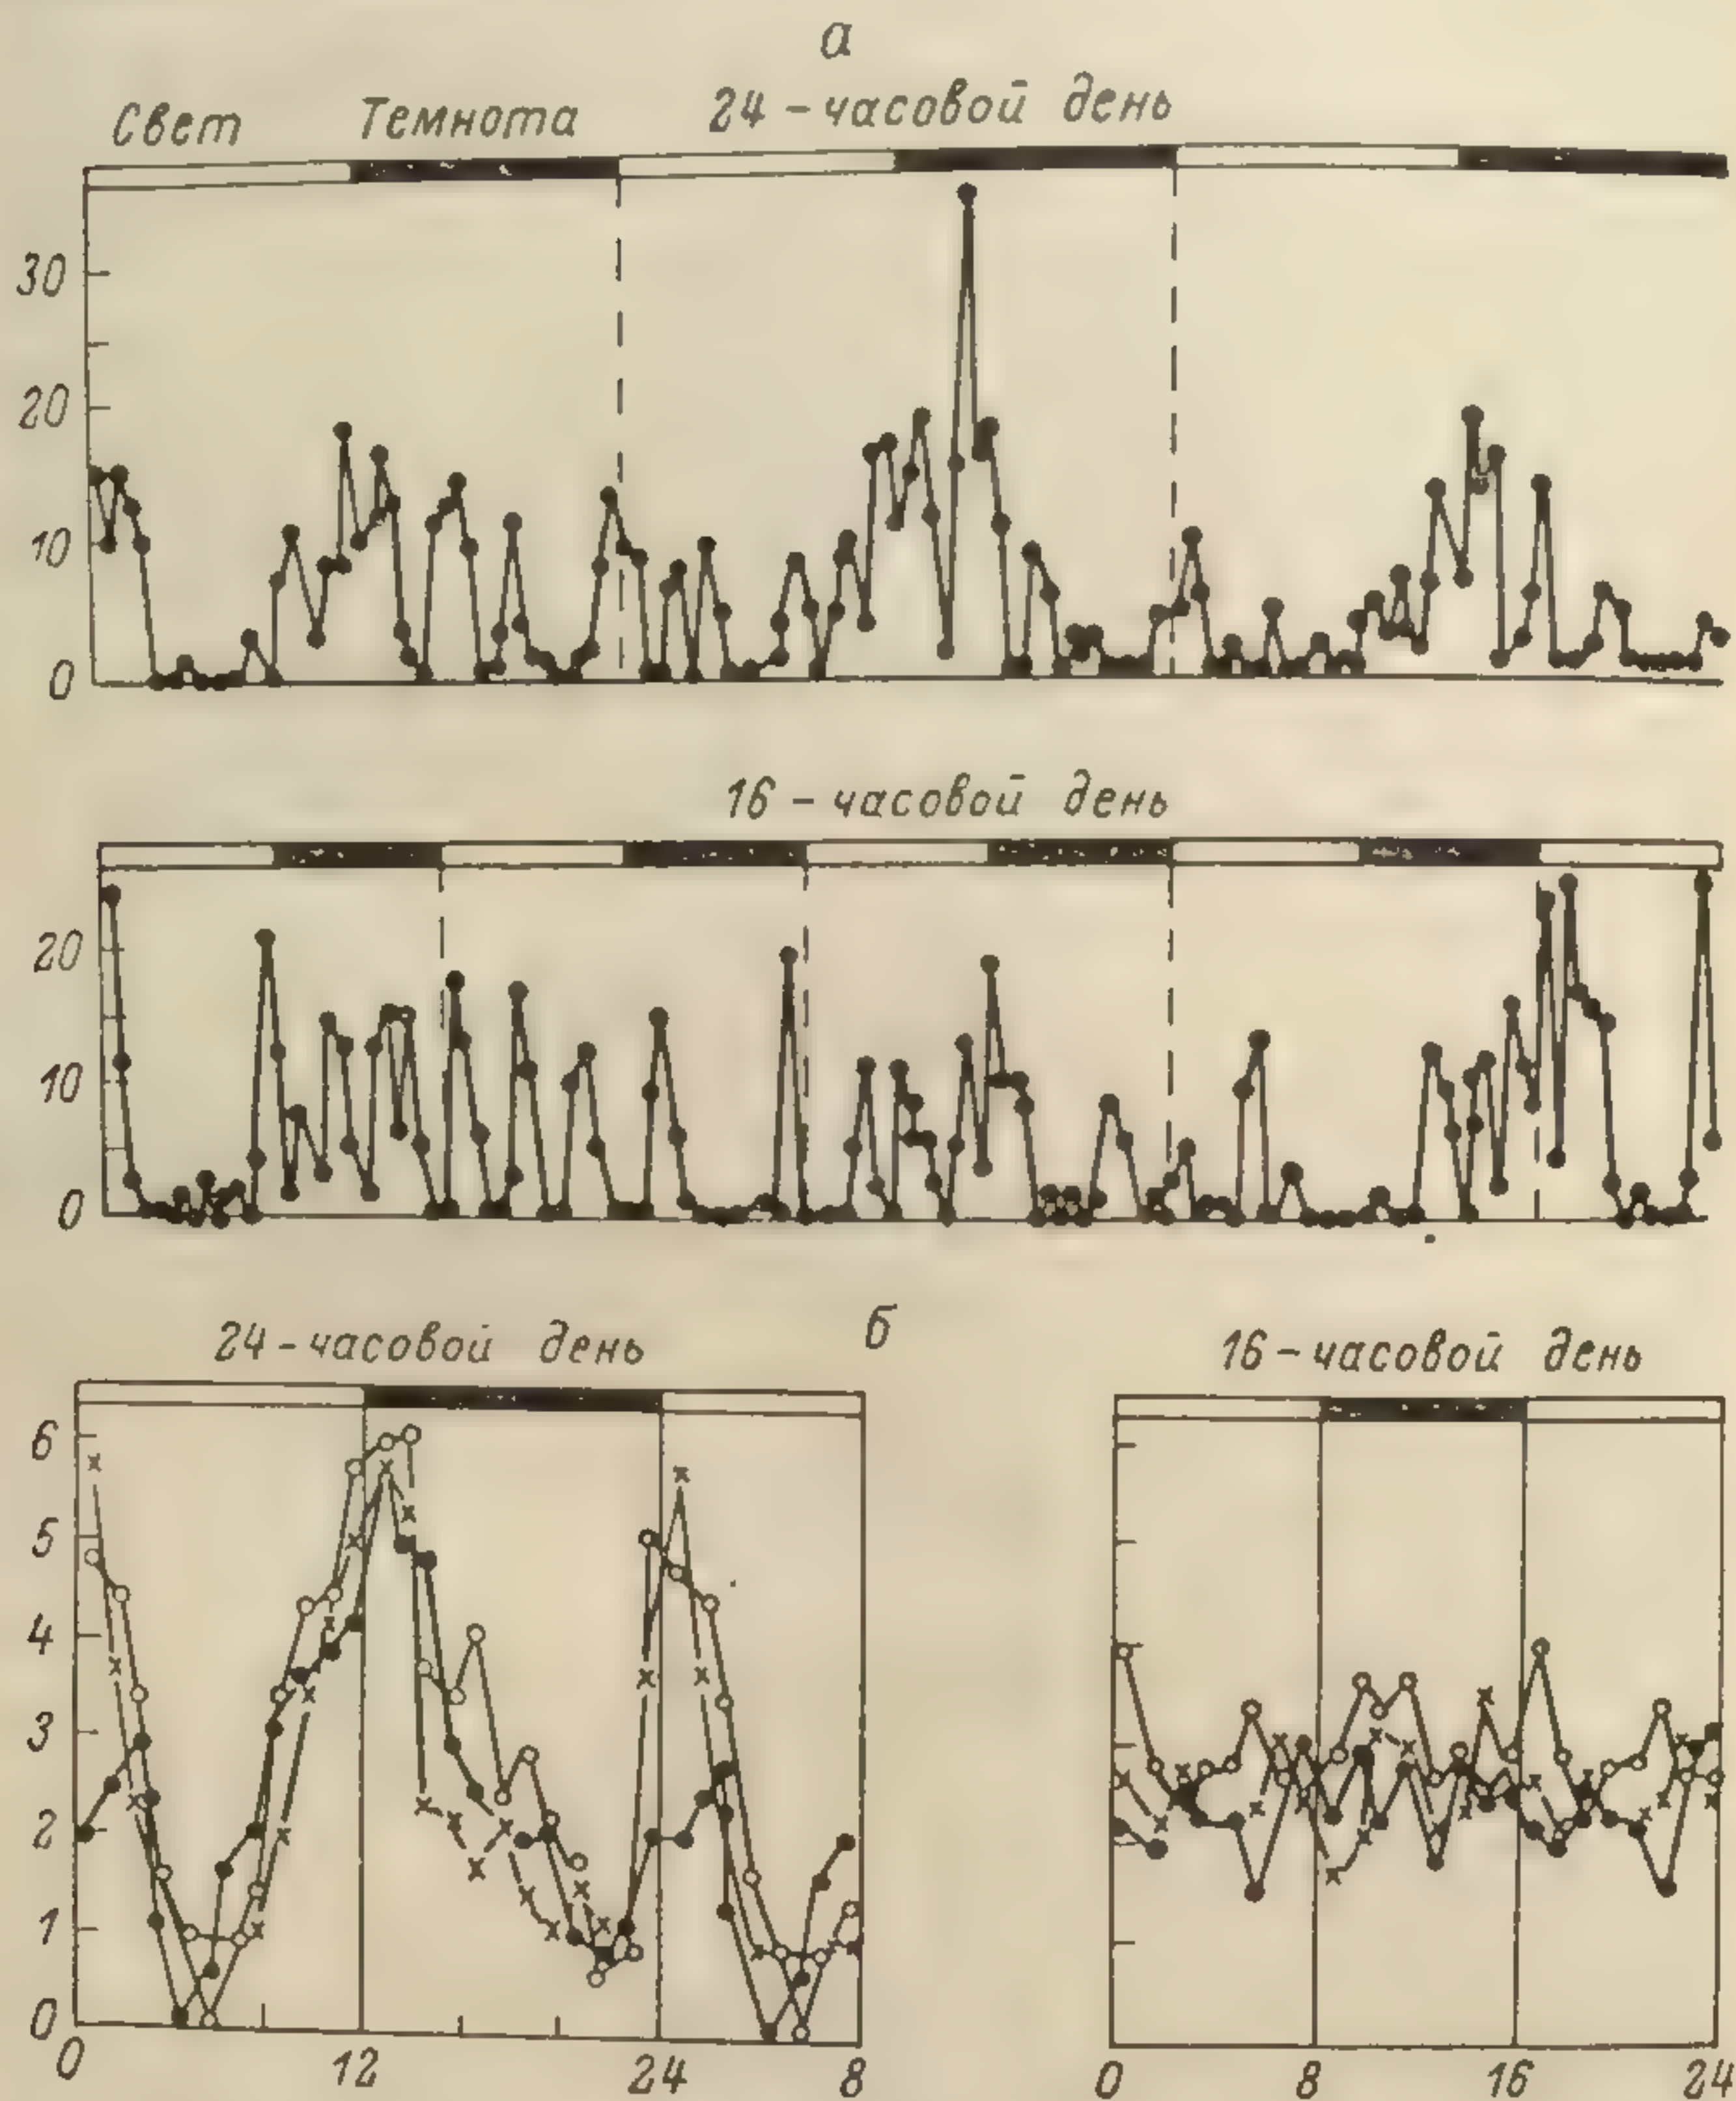 а
Свет Темнота 24-часовой день
30
20
10
0
16-часовой день
20
10
0
б
24-часовой день 16-часовой день
6
5
4
3
2
1
0
0 12 24 8 0 8 16 24